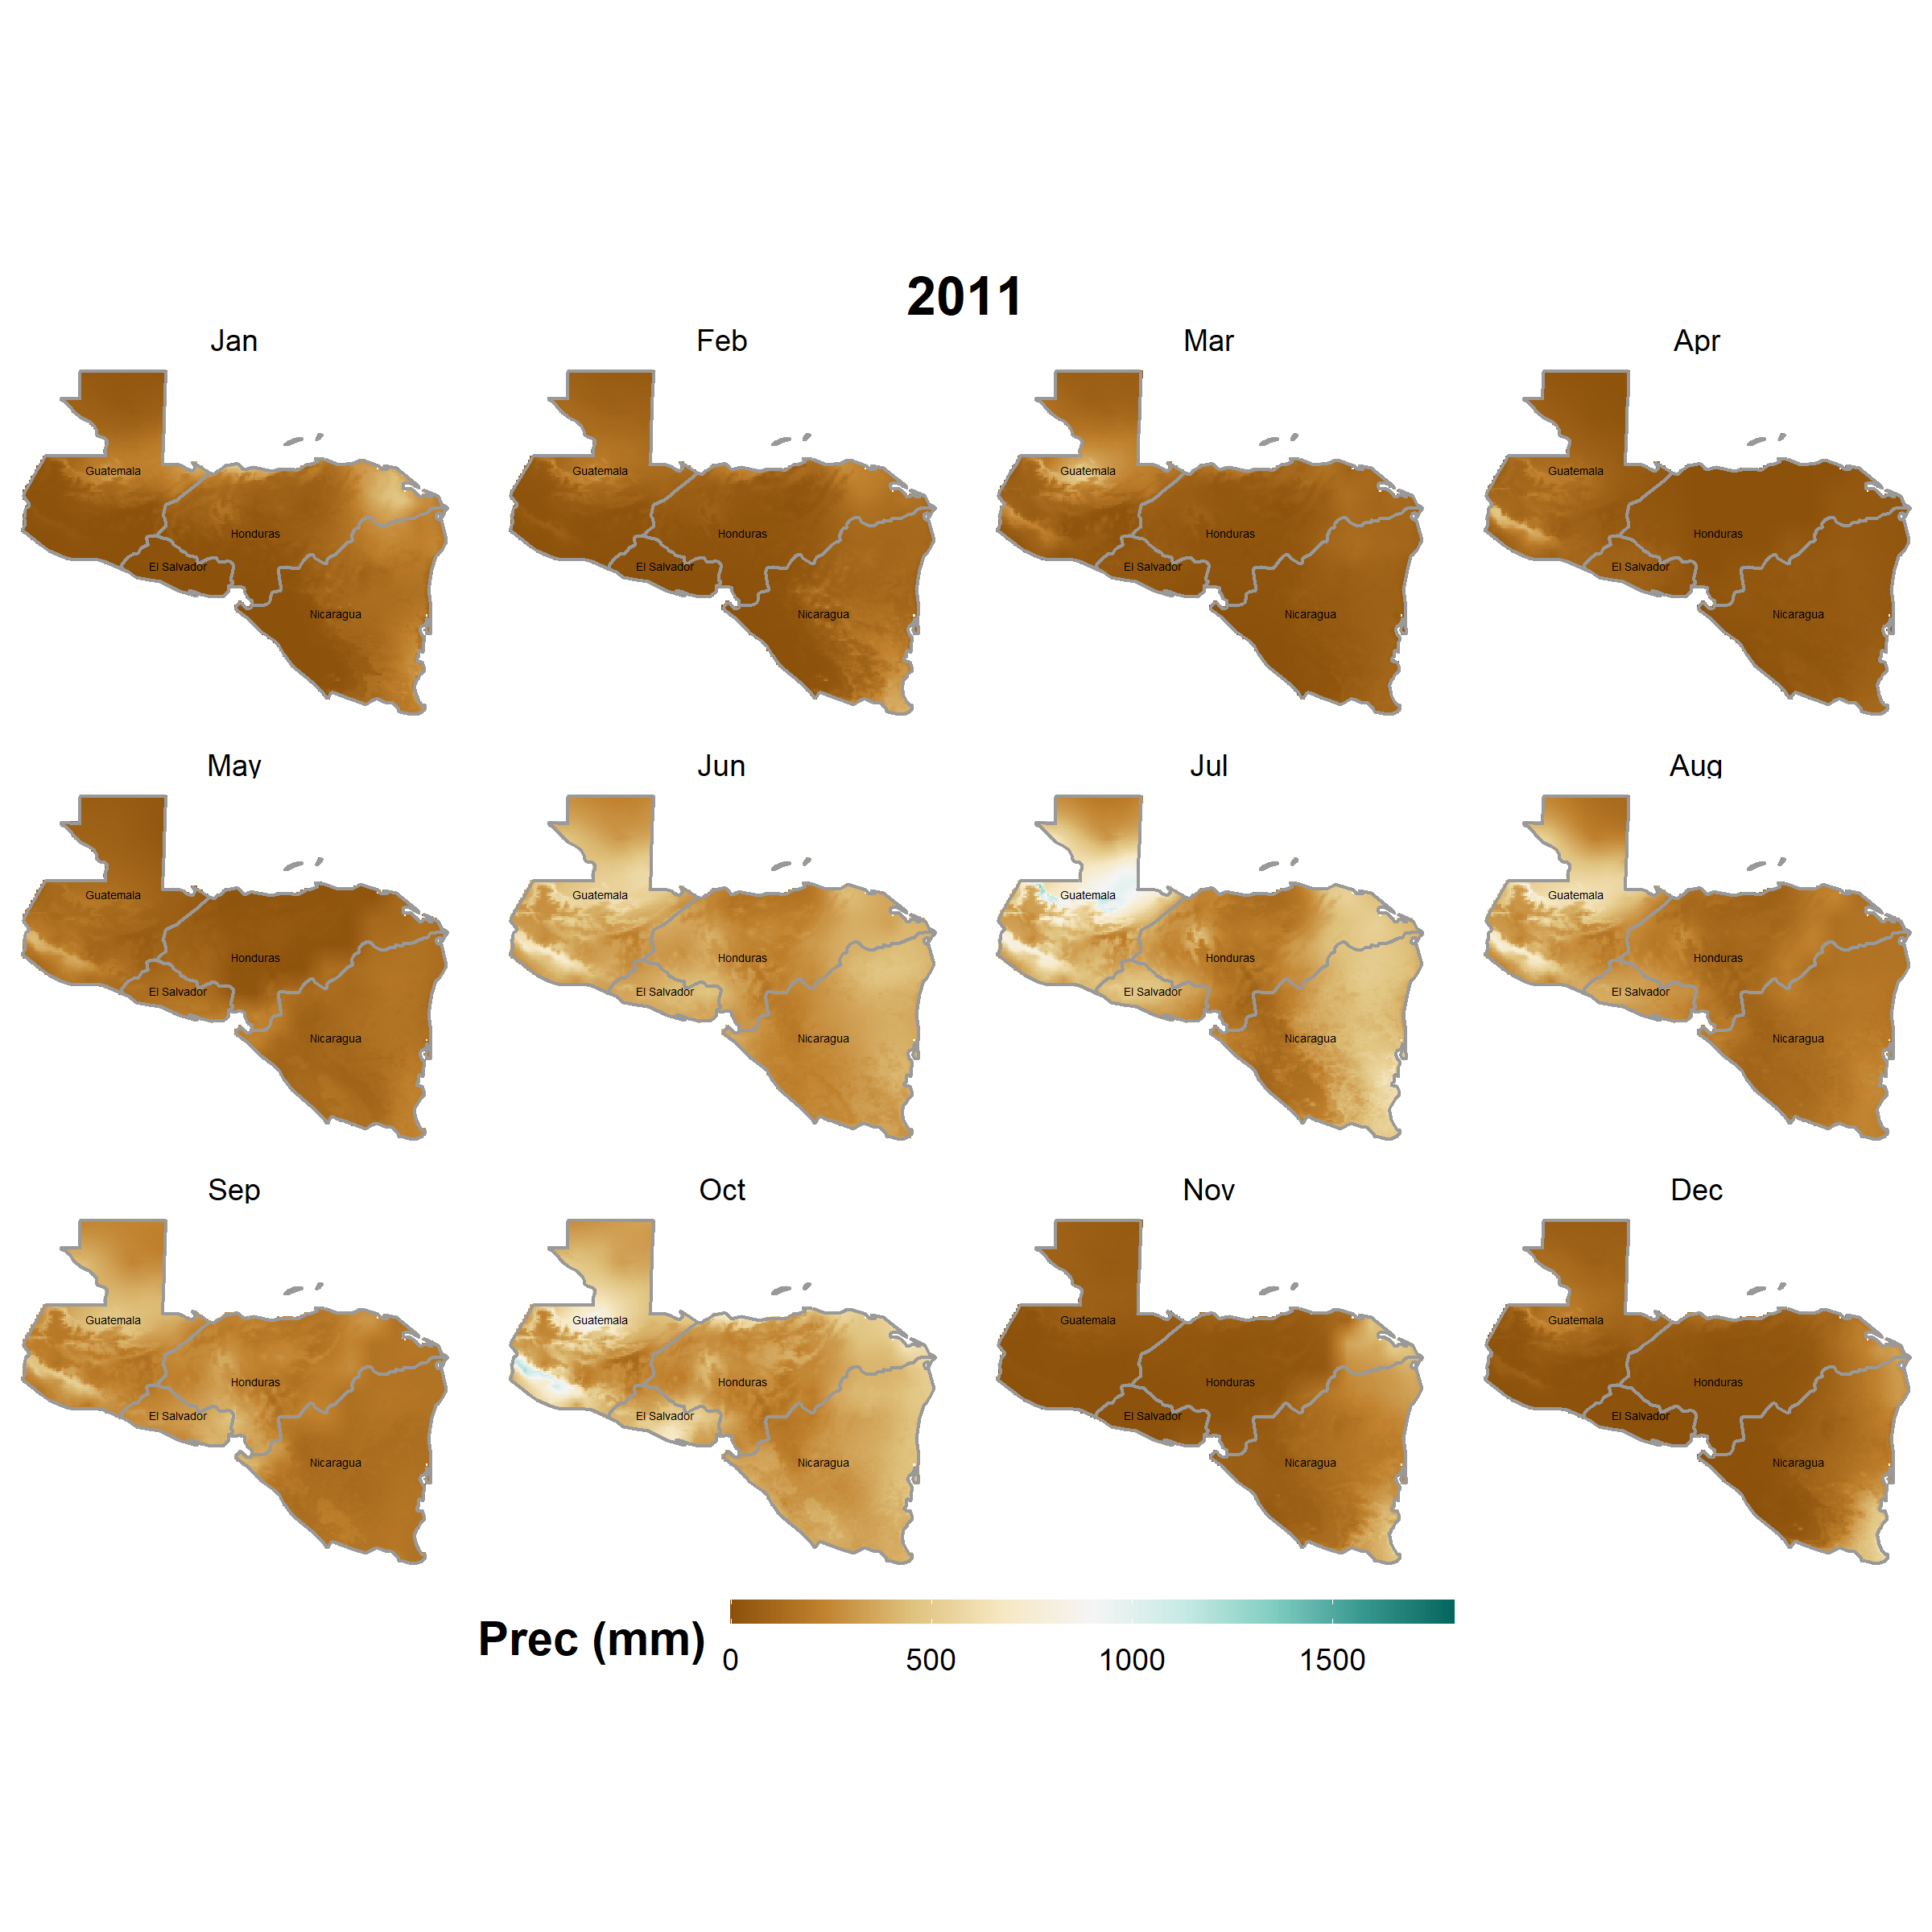 2011
Jan Feb Mar Apr
Guatemala Guatemala Guatemala Guatemala
Honduras Honduras Honduras Honduras
El Salvador El Salvador El Salvador El Salvador
Nicaragua Nicaragua Nicaragua Nicaragua
May Jun Jul Aug
Guatemala Guatemala Guatemala Guatemala
Honduras Honduras Honduras Honduras
El Salvador El Salvador El Salvador El Salvador
Nicaragua Nicaragua Nicaragua Nicaragua
Sep Oct Nov Dec
Guatemala Guatemala Guatemala Guatemala
Honduras Honduras Honduras Honduras
El Salvador El Salvador El Salvador El Salvador
Nicaragua Nicaragua Nicaragua Nicaragua
Prec (mm)
0 500 1000 1500